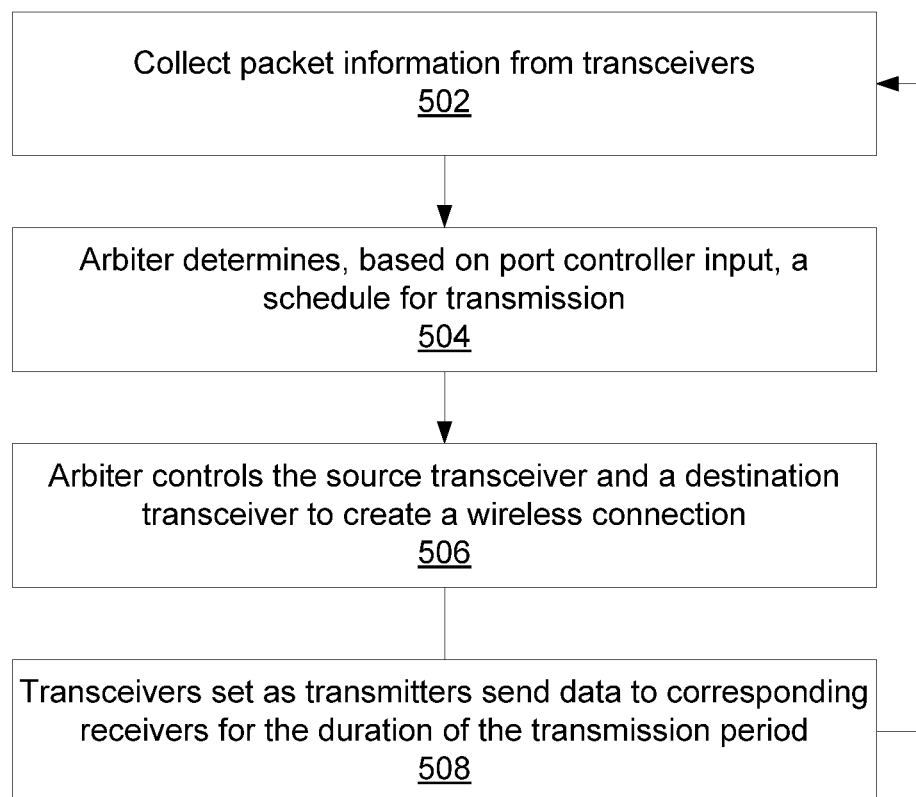 Collect packet information from transceivers
502
Arbiter determines, based on port controller input, a
schedule for transmission
504
Arbiter controls the source transceiver and a destination
transceiver to create a wireless connection
506
Transceivers set as transmitters send data to corresponding
receivers for the duration of the transmission period
508